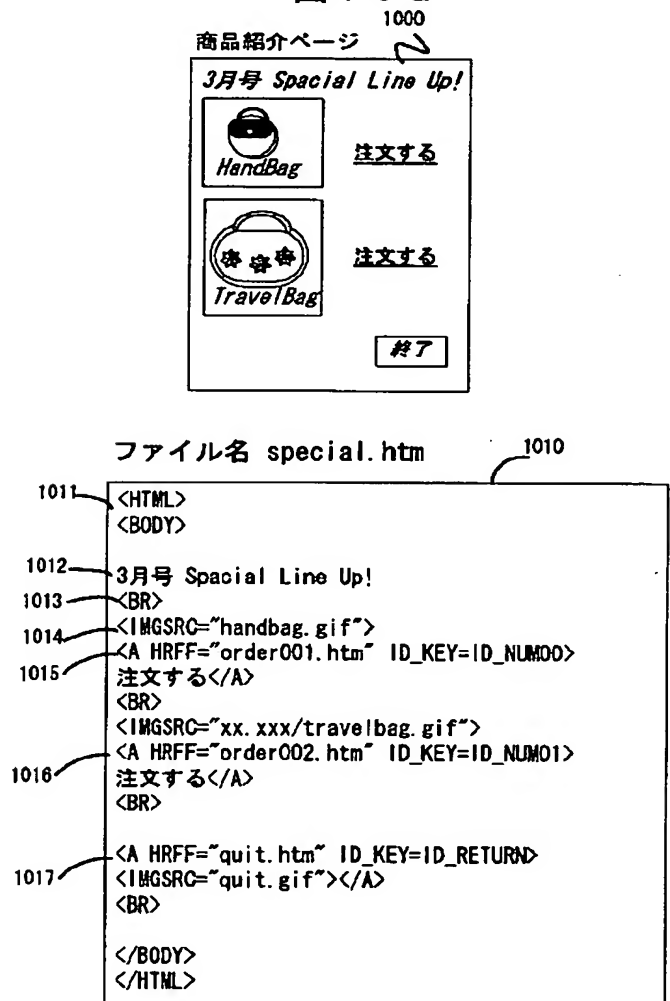 1000
商品紹介ページ
3月号 Spacial Line Up!
HandBag
注文する
TravelBag
注文する
終了
ファイル名 special.htm
1010
1011
<HTML>
<BODY>
1012
3月号 Spacial Line Up!
1013
<BR>
1014
<IMGSRC="handbag.gif">
1015
<A HRFF="order001.htm" ID_KEY=ID_NUM00>
注文する</A>
<BR>
<IMGSRC="xx.xxx/travelbag.gif">
1016
<A HRFF="order002.htm" ID_KEY=ID_NUM01>
注文する</A>
<BR>
1017
<A HRFF="quit.htm" ID_KEY=ID_RETURN>
<IMGSRC="quit.gif"></A>
<BR>
</BODY>
</HTML>